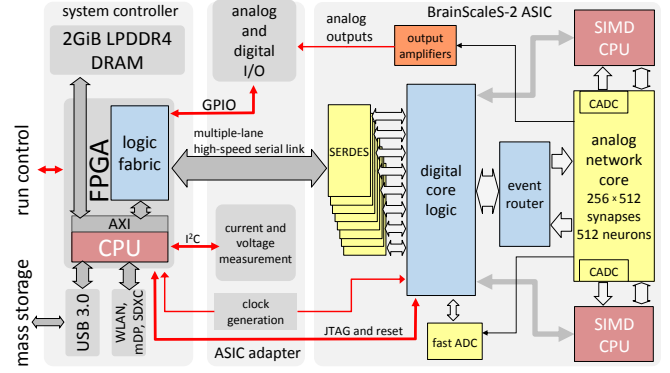 system controller
2GiB LPDDR4
DRAM
FPGA
logic
fabric
AXI
CPU
USB 3.0
WLAN,
mDP, SDXC
run control
mass storage
analog
and
digital
I/O
GPIO
multiple-lane
high-speed serial link
I²C
current and
voltage
measurement
clock
generation
JTAG and reset
ASIC adapter
BrainScaleS-2 ASIC
analog
outputs
output
amplifiers
SERDES
digital
core
logic
event
router
fast ADC
SIMD
CPU
CADC
analog
network
core
256 × 512
synapses
512 neurons
CADC
SIMD
CPU